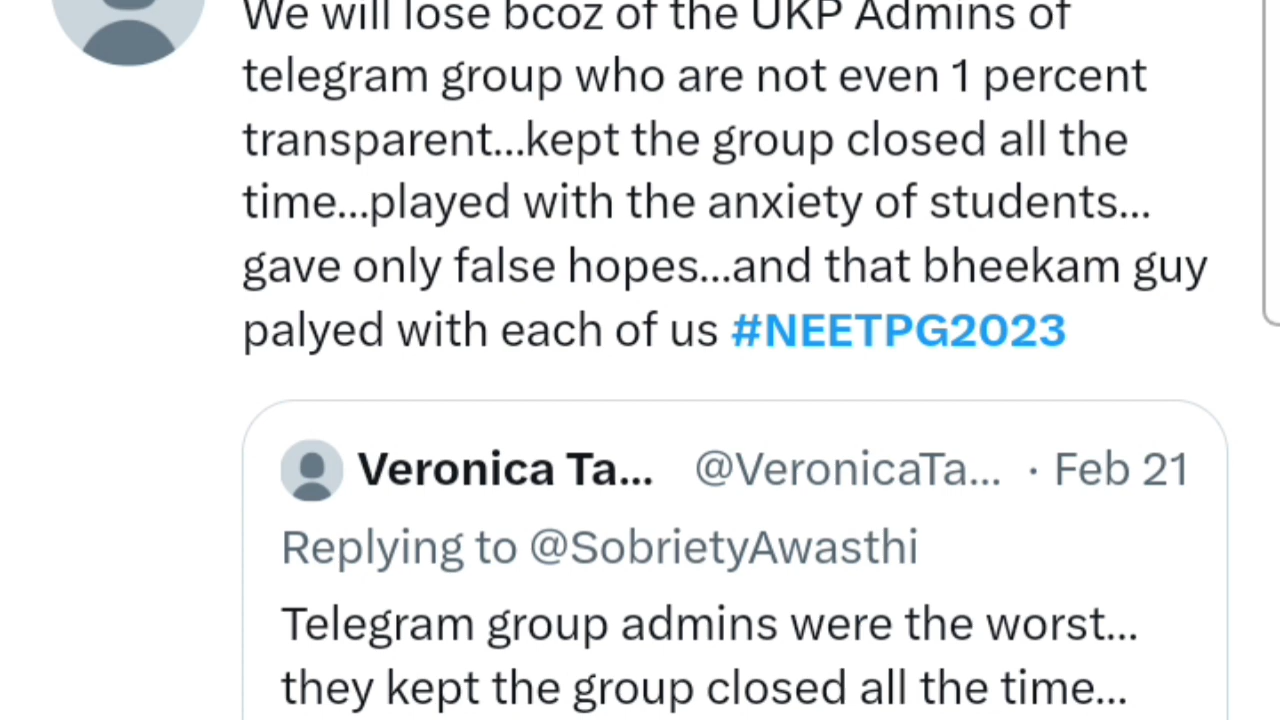 We will lose bcoz of the UKP Admins of
telegram group who are not even 1 percent
transparent...kept the group closed all the
time...played with the anxiety of students...
gave only false hopes...and that bheekam guy
palyed with each of us #NEETPG2023
Veronica Ta... @VeronicaTa... · Feb 21
Replying to @SobrietyAwasthi
Telegram group admins were the worst...
they kept the group closed all the time...